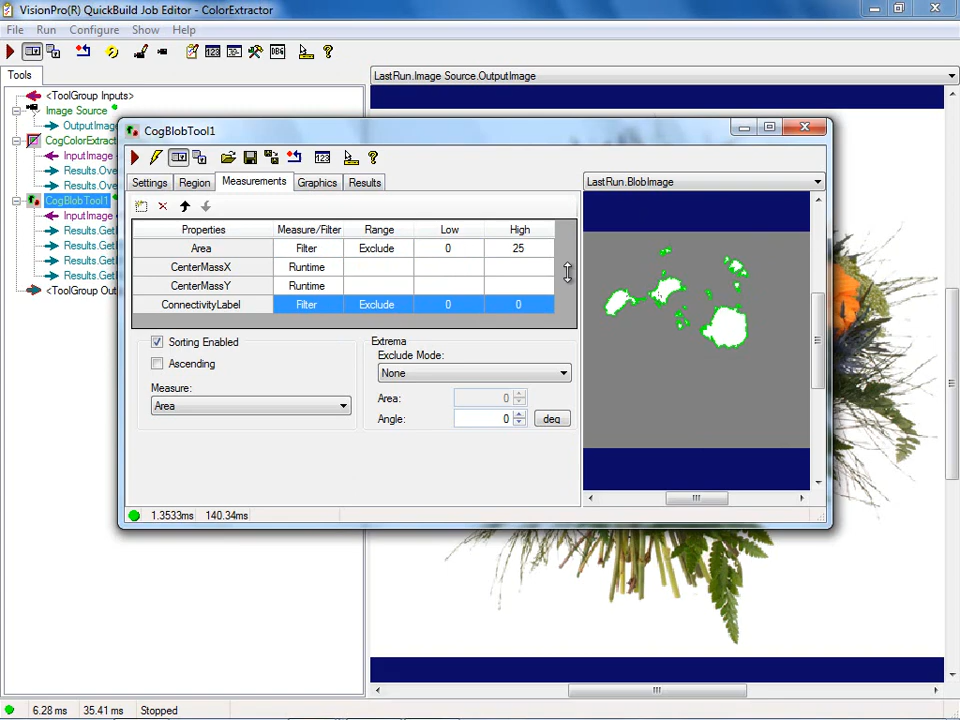 VisionPro(R) QuickBuild Job Editor - ColorExtractor
File Run Configure Show Help
Tools
LastRun.Image Source.OutputImage
<ToolGroup Inputs>
Image Source
OutputImage
CogColorExtract
InputImage
Results.Ove
Results.Ove
CogBlobTool1
InputImage
Results.Get
Results.Get
Results.Get
<ToolGroup Out
CogBlobTool1
Settings Region Measurements Graphics Results
LastRun.BlobImage
Properties Measure/Filter Range Low High
Area Filter Exclude 0 25
CenterMassX Runtime
CenterMassY Runtime
ConnectivityLabel Filter Exclude 0 0
Sorting Enabled
Ascending
Measure:
Area
Extrema
Exclude Mode:
None
Area: 0
Angle: 0 deg
1.3533ms 140.34ms
6.28 ms 35.41 ms Stopped